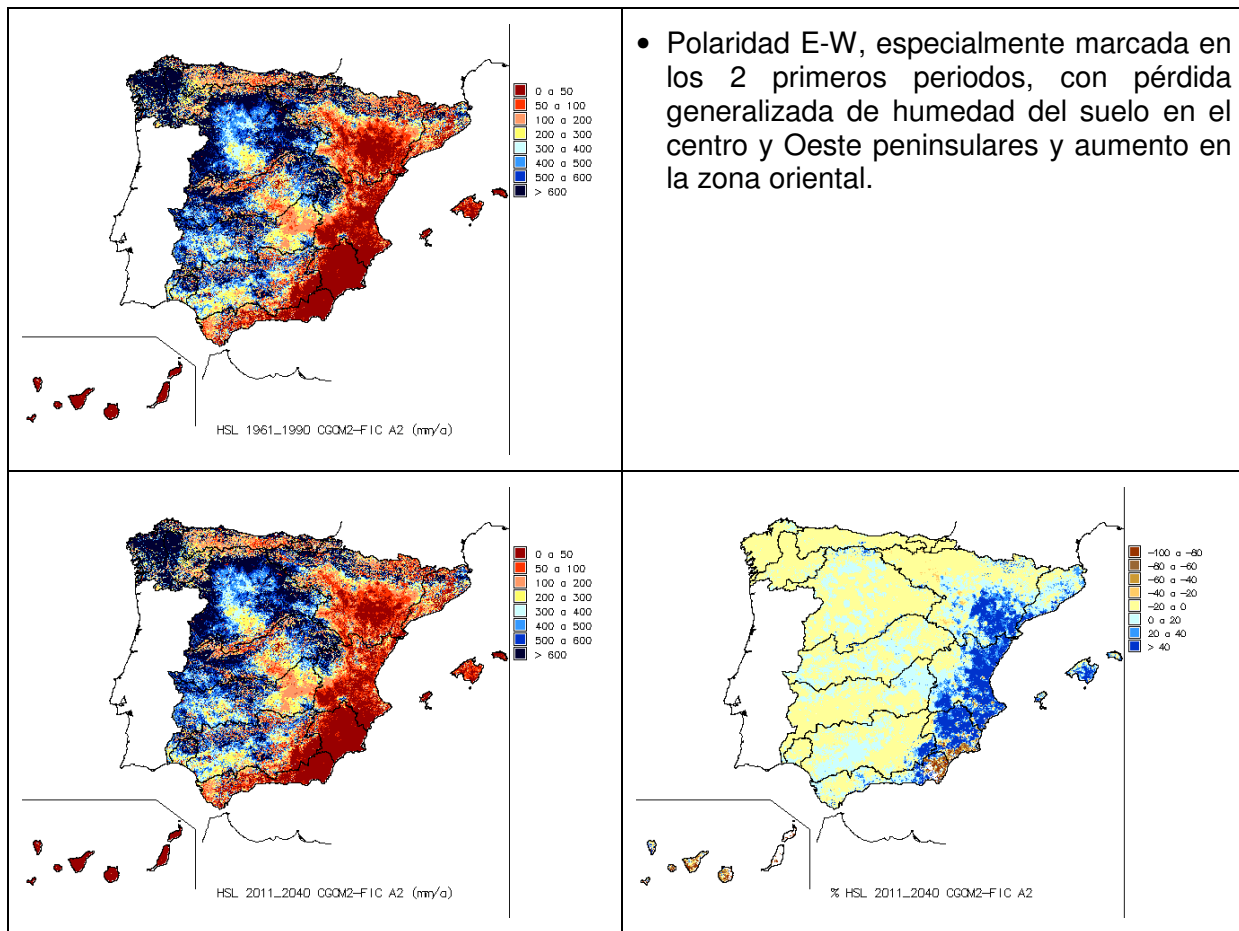 0 a 50
50 a 100
100 a 200
200 a 300
300 a 400
400 a 500
500 a 600
> 600
HSL 1961_1990 CGCM2-FIC A2 (mm/a)
• Polaridad E-W, especialmente marcada en
los 2 primeros periodos, con pérdida
generalizada de humedad del suelo en el
centro y Oeste peninsulares y aumento en
la zona oriental.
0 a 50
50 a 100
100 a 200
200 a 300
300 a 400
400 a 500
500 a 600
> 600
HSL 2011_2040 CGCM2-FIC A2 (mm/a)
-100 a -80
-80 a -60
-60 a -40
-40 a -20
-20 a 0
0 a 20
20 a 40
> 40
% HSL 2011_2040 CGCM2-FIC A2